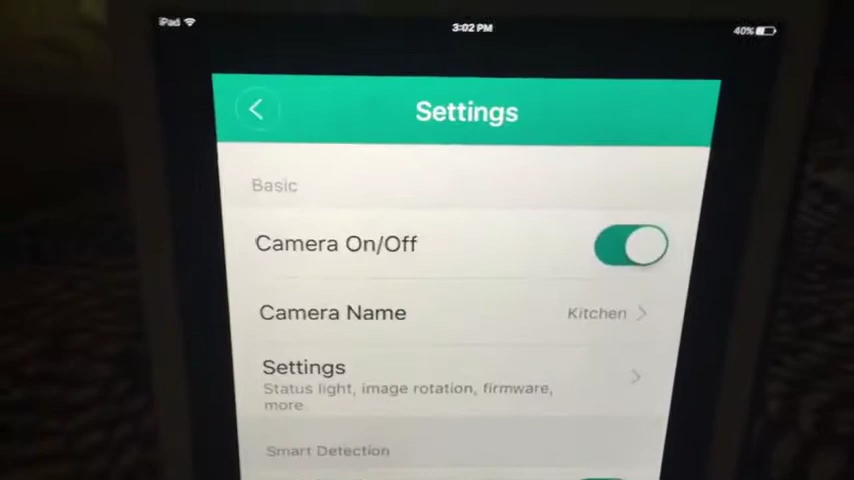 iPad
3:02 PM
40%
Settings
Basic
Camera On/Off
Camera Name
Kitchen
Settings
Status light, image rotation, firmware,
more
Smart Detection